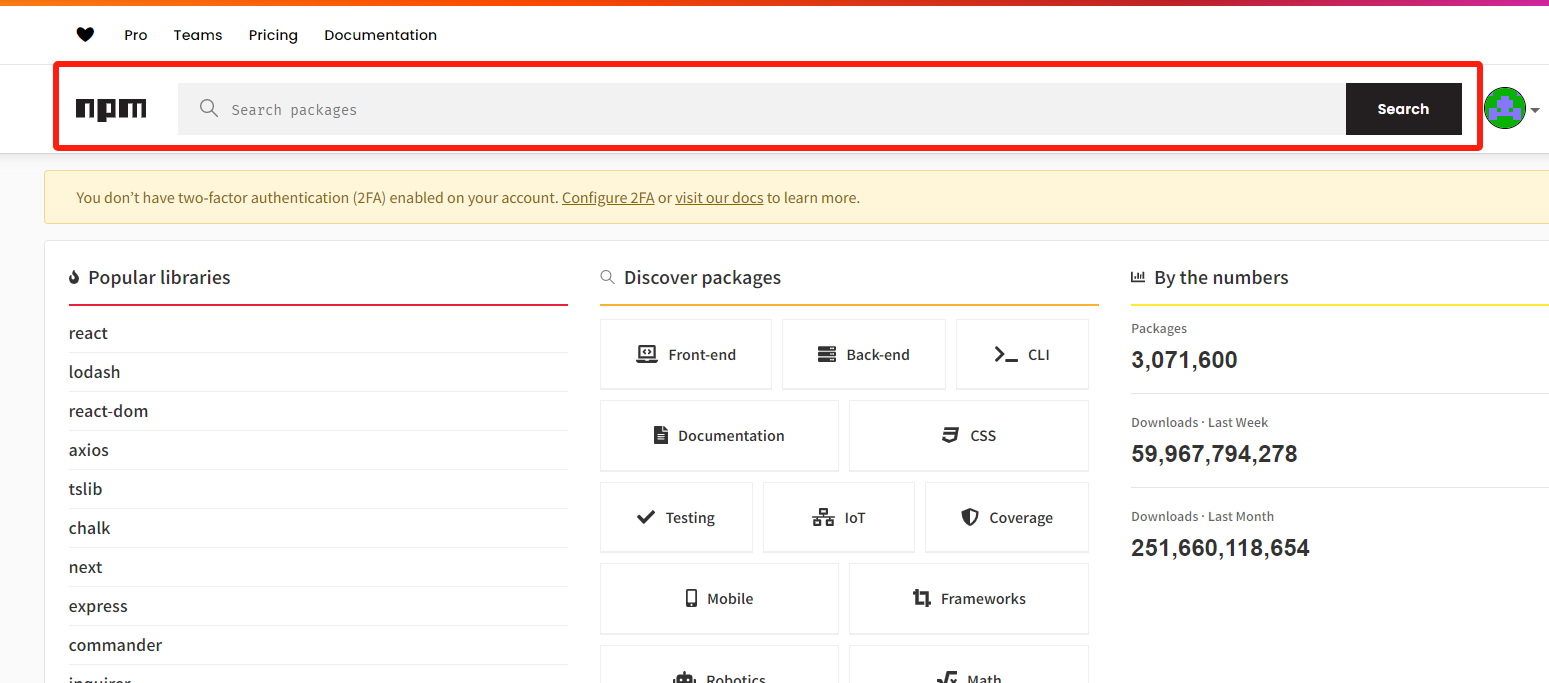 Pro Teams Pricing Documentation
npm Search packages Search
You don’t have two-factor authentication (2FA) enabled on your account. Configure 2FA or visit our docs to learn more.
Popular libraries
react
lodash
react-dom
axios
tslib
chalk
next
express
commander
inquirer
Discover packages
Front-end Back-end CLI
Documentation CSS
Testing IoT Coverage
Mobile Frameworks
Robotics Math
By the numbers
Packages
3,071,600
Downloads · Last Week
59,967,794,278
Downloads · Last Month
251,660,118,654